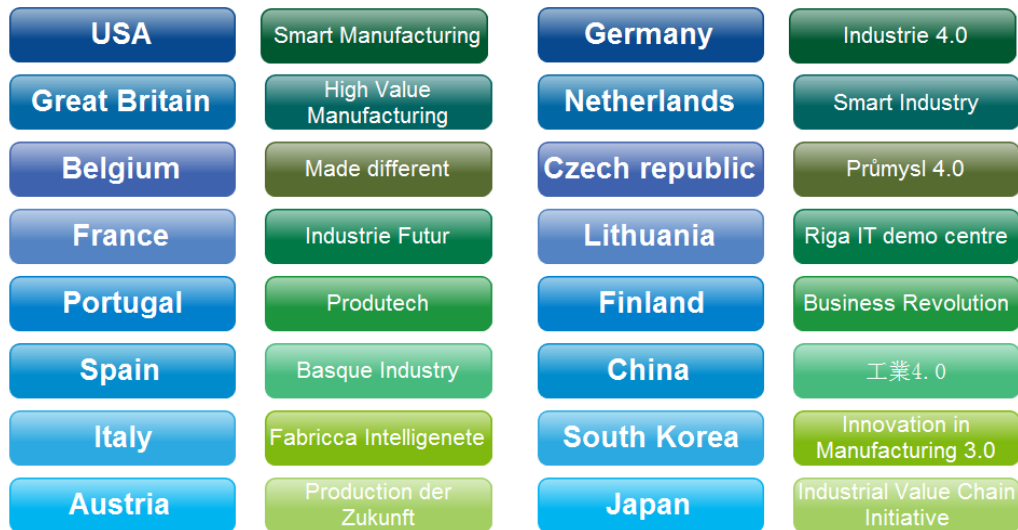 USA
Smart Manufacturing
Germany
Industrie 4.0
Great Britain
High Value
Manufacturing
Netherlands
Smart Industry
Belgium
Made different
Czech republic
Průmysl 4.0
France
Industrie Futur
Lithuania
Riga IT demo centre
Portugal
Produtech
Finland
Business Revolution
Spain
Basque Industry
China
工業4.0
Italy
Fabricca Intelligenete
South Korea
Innovation in
Manufacturing 3.0
Austria
Production der
Zukunft
Japan
Industrial Value Chain
Initiative